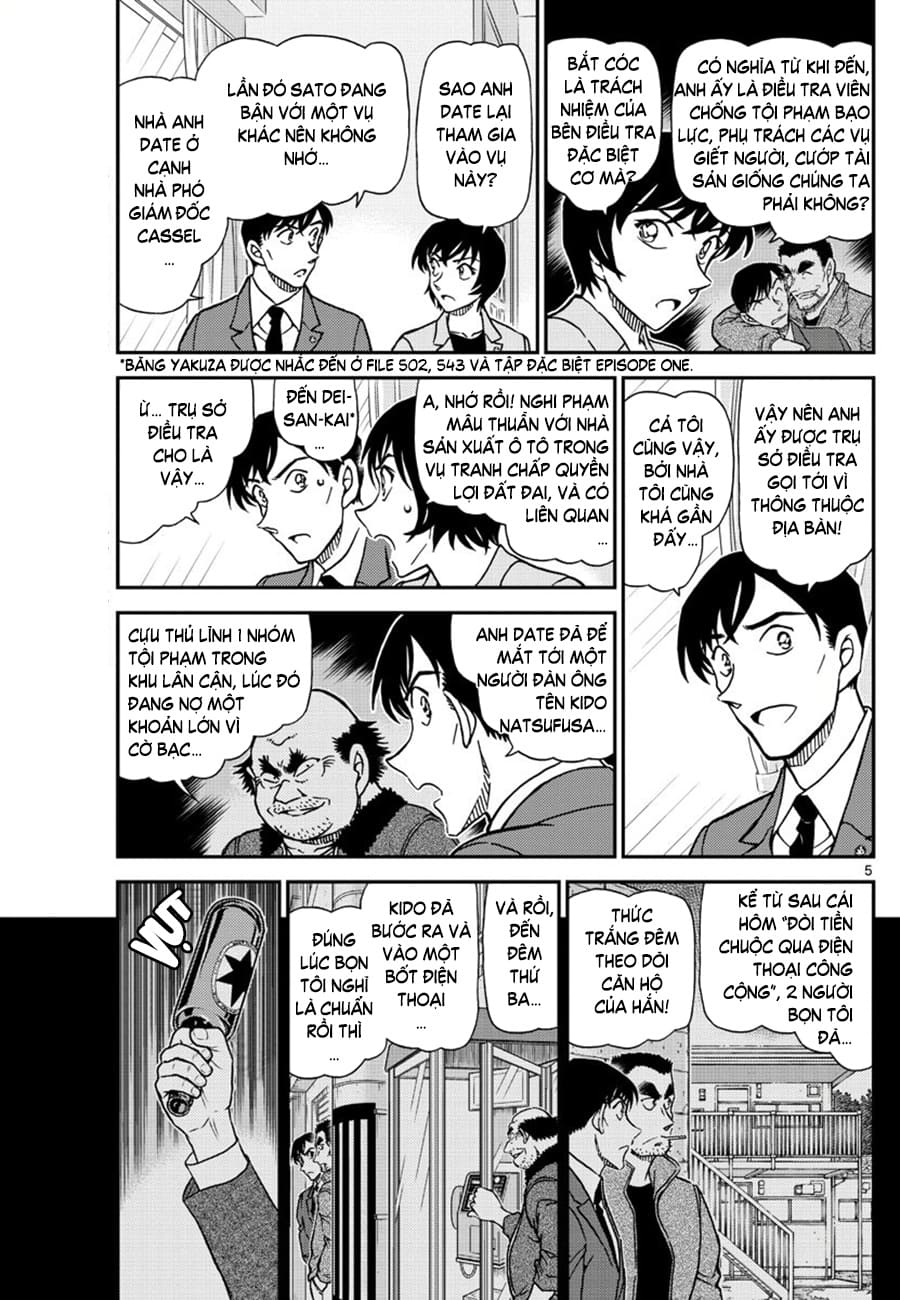 CÓ NGHĨA TỪ KHI ĐẾN,
ANH ẤY LÀ ĐIỀU TRA VIÊN
CHỐNG TỘI PHẠM BẠO
LỰC, PHỤ TRÁCH CÁC VỤ
GIẾT NGƯỜI, CƯỚP TÀI
SẢN GIỐNG CHÚNG TA
PHẢI KHÔNG?
BẮT CÓC
LÀ TRÁCH
NHIỆM CỦA
BÊN ĐIỀU TRA
ĐẶC BIỆT
CƠ MÀ?
SAO ANH
DATE LẠI
THAM GIA
VÀO VỤ
NÀY?
LẦN ĐÓ SATO ĐANG
BẬN VỚI MỘT VỤ
KHÁC NÊN KHÔNG
NHỚ...
NHÀ ANH
DATE Ở
CẠNH
NHÀ PHÓ
GIÁM ĐỐC
CASSEL
...
*BĂNG YAKUZA ĐƯỢC NHẮC ĐẾN Ở FILE 502, 543 VÀ TẬP ĐẶC BIỆT EPISODE ONE.
VẬY NÊN ANH
ẤY ĐƯỢC TRỤ
SỞ ĐIỀU TRA
GỌI TỚI VÌ
THÔNG THUỘC
ĐỊA BÀN!
CẢ TÔI
CŨNG VẬY,
BỞI NHÀ
TÔI CŨNG
KHÁ GẦN
ĐẤY...
A, NHỚ RỒI! NGHI PHẠM
MÂU THUẪN VỚI NHÀ
SẢN XUẤT Ô TÔ TRONG
VỤ TRANH CHẤP QUYỀN
LỢI ĐẤT ĐAI, VÀ CÓ
LIÊN QUAN
...
ĐẾN DEI-
SAN-KAI*
...
Ừ... TRỤ SỞ
ĐIỀU TRA
CHO LÀ
VẬY...
ANH DATE ĐÃ ĐỂ
MẮT TỚI MỘT
NGƯỜI ĐÀN ÔNG
TÊN KIDO
NATSUFUSA...
CỰU THỦ LĨNH 1 NHÓM
TỘI PHẠM TRONG
KHU LÂN CẬN, LÚC ĐÓ
ĐANG NỢ MỘT
KHOẢN LỚN VÌ
CỜ BẠC...
5
KỂ TỪ SAU CÁI
HÔM "ĐÒI TIỀN
CHUỘC QUA ĐIỆN
THOẠI CÔNG
CỘNG", 2 NGƯỜI
BỌN TÔI
ĐÃ...
THỨC
TRẮNG ĐÊM
THEO DÕI
CĂN HỘ
CỦA HẮN!
VÀ RỒI,
ĐẾN
ĐÊM
THỨ
BA...
KIDO ĐÃ
BƯỚC RA VÀ
VÀO MỘT
BỐT ĐIỆN
THOẠI
...
ĐÚNG
LÚC BỌN
TÔI NGHĨ
LÀ CHUẨN
RỒI THÌ
...
VỤT